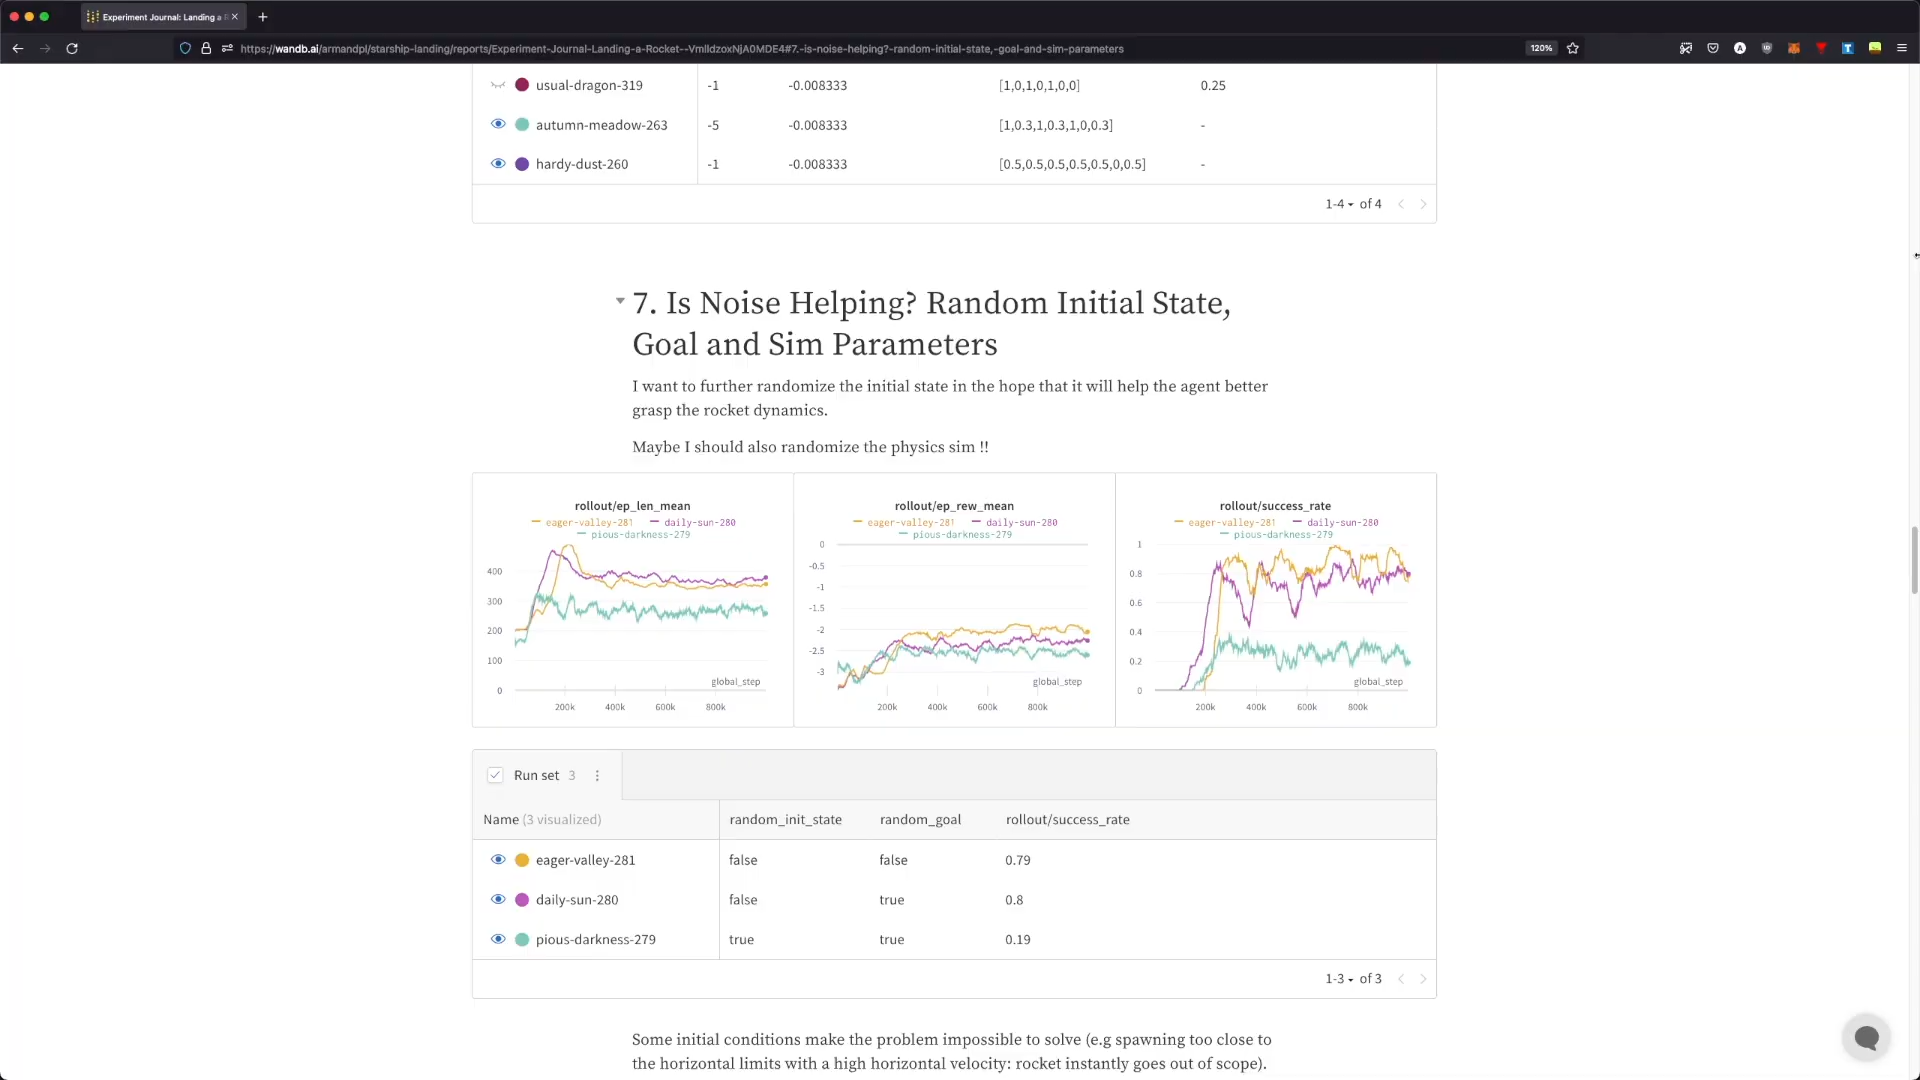 Experiment Journal: Landing a R
https://wandb.ai/armandpl/starship-landing/reports/Experiment-Journal-Landing-a-Rocket--VmlldzoxNjA0MDE4#7.-is-noise-helping?-random-initial-state,-goal-and-sim-parameters
120%
usual-dragon-319 -1 -0.008333 [1,0,1,0,1,0,0] 0.25
autumn-meadow-263 -5 -0.008333 [1,0.3,1,0.3,1,0,0.3] -
hardy-dust-260 -1 -0.008333 [0.5,0.5,0.5,0.5,0.5,0,0.5] -
1-4 of 4
7. Is Noise Helping? Random Initial State,
Goal and Sim Parameters
I want to further randomize the initial state in the hope that it will help the agent better
grasp the rocket dynamics.
Maybe I should also randomize the physics sim !!
rollout/ep_len_mean
eager-valley-281 daily-sun-280
pious-darkness-279
400
300
200
100
0
global_step
200k 400k 600k 800k
rollout/ep_rew_mean
eager-valley-281 daily-sun-280
pious-darkness-279
0
-0.5
-1
-1.5
-2
-2.5
-3
global_step
200k 400k 600k 800k
rollout/success_rate
eager-valley-281 daily-sun-280
pious-darkness-279
1
0.8
0.6
0.4
0.2
0
global_step
200k 400k 600k 800k
Run set 3
Name (3 visualized) random_init_state random_goal rollout/success_rate
eager-valley-281 false false 0.79
daily-sun-280 false true 0.8
pious-darkness-279 true true 0.19
1-3 of 3
Some initial conditions make the problem impossible to solve (e.g spawning too close to
the horizontal limits with a high horizontal velocity: rocket instantly goes out of scope).